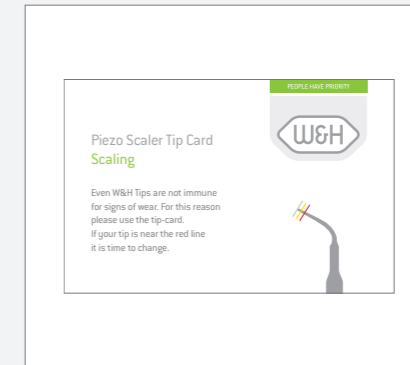 PEOPLE HAVE PRIORITY
W&H
Piezo Scaler Tip Card
Scaling
Even W&H Tips are not immune
for signs of wear. For this reason
please use the tip-card.
If your tip is near the red line
it is time to change.